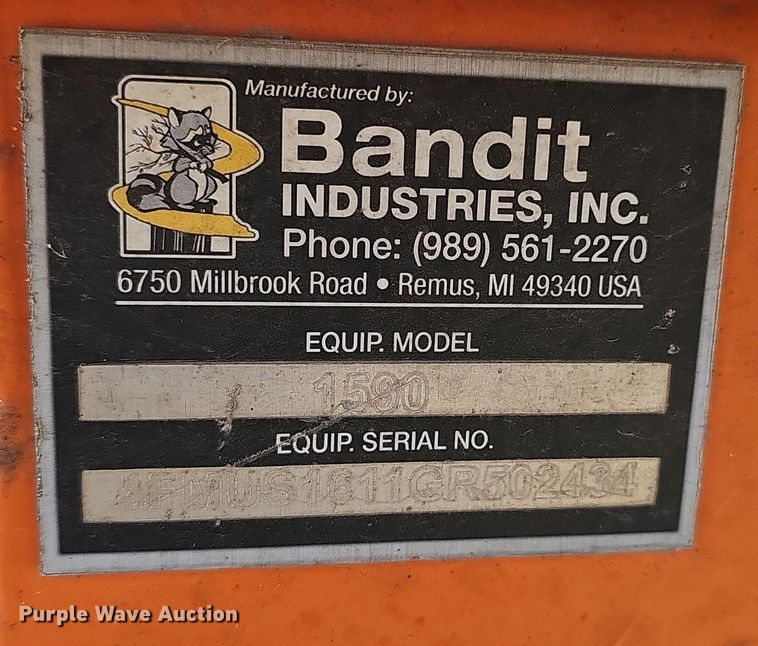 Manufactured by:
Bandit
INDUSTRIES, INC.
Phone: (989) 561-2270
6750 Millbrook Road • Remus, MI 49340 USA
EQUIP. MODEL
1590
EQUIP. SERIAL NO.
4FMUS1611GR502434
Purple Wave Auction